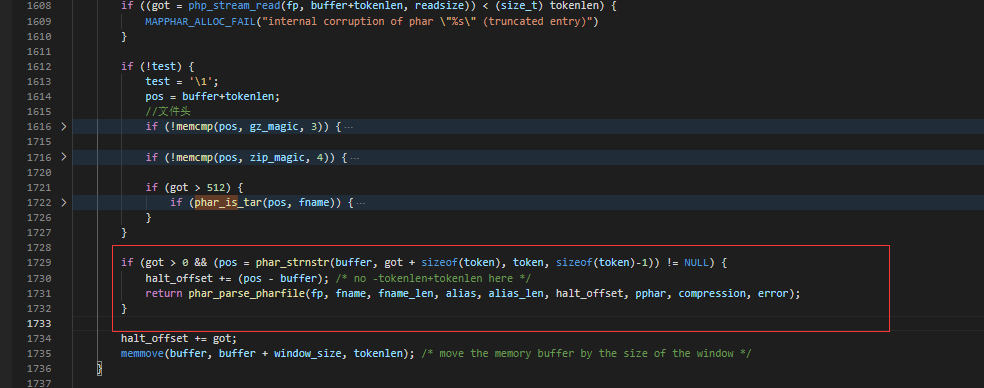 1608 if ((got = php_stream_read(fp, buffer+tokenlen, readsize)) < (size_t) tokenlen) {
1609 MAPPHAR_ALLOC_FAIL("internal corruption of phar \"%s\" (truncated entry)")
1610 }
1611
1612 if (!test) {
1613 test = '\1';
1614 pos = buffer+tokenlen;
1615 //文件头
1616 if (!memcmp(pos, gz_magic, 3)) {…
1715
1716 if (!memcmp(pos, zip_magic, 4)) {…
1720
1721 if (got > 512) {
1722 if (phar_is_tar(pos, fname)) {…
1726 }
1727 }
1728
1729 if (got > 0 && (pos = phar_strnstr(buffer, got + sizeof(token), token, sizeof(token)-1)) != NULL) {
1730 halt_offset += (pos - buffer); /* no -tokenlen+tokenlen here */
1731 return phar_parse_pharfile(fp, fname, fname_len, alias, alias_len, halt_offset, pphar, compression, error);
1732 }
1733
1734 halt_offset += got;
1735 memmove(buffer, buffer + window_size, tokenlen); /* move the memory buffer by the size of the window */
1736 }
1737